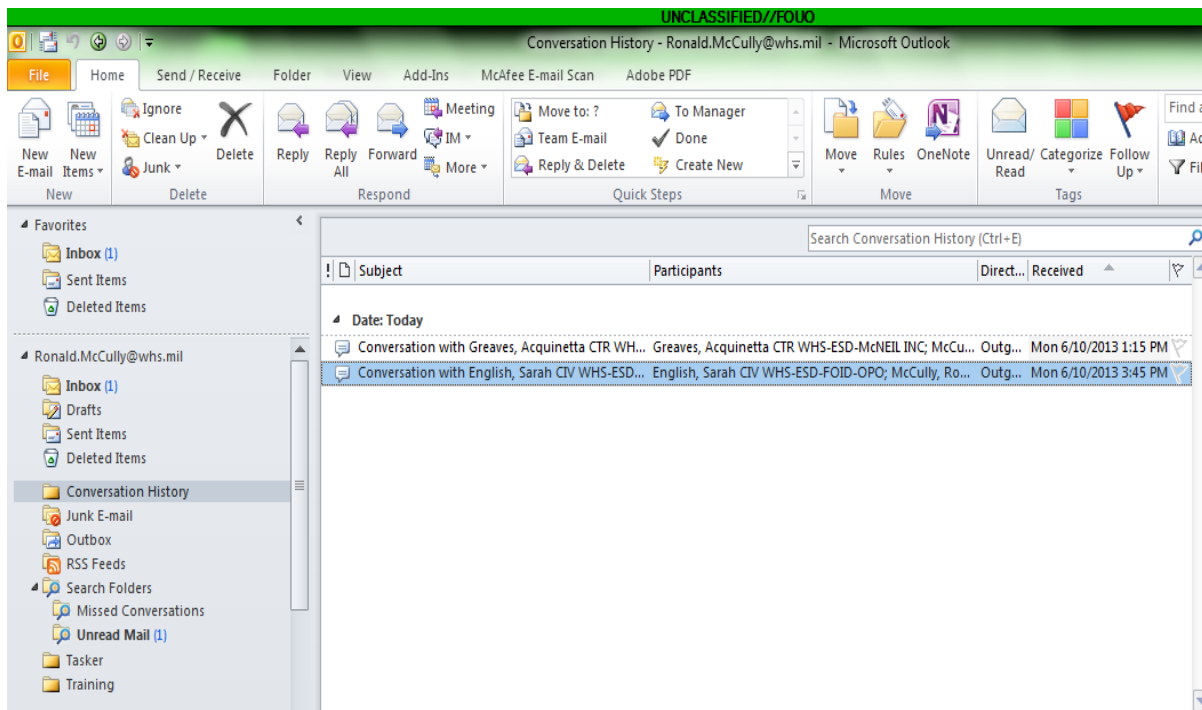 UNCLASSIFIED//FOUO
Conversation History - Ronald.McCully@whs.mil - Microsoft Outlook
File Home Send / Receive Folder View Add-Ins McAfee E-mail Scan Adobe PDF
New E-mail
New Items
Ignore
Clean Up
Junk
Delete
Reply
Reply All
Forward
Meeting
IM
More
Move to: ?
Team E-mail
Reply & Delete
To Manager
Done
Create New
Move
Rules
OneNote
Unread/ Read
Categorize
Follow Up
Find a
Ad
Fil
New Delete Respond Quick Steps Move Tags
Favorites
Inbox (1)
Sent Items
Deleted Items
Ronald.McCully@whs.mil
Inbox (1)
Drafts
Sent Items
Deleted Items
Conversation History
Junk E-mail
Outbox
RSS Feeds
Search Folders
Missed Conversations
Unread Mail (1)
Tasker
Training
Search Conversation History (Ctrl+E)
! Subject Participants Direct... Received
Date: Today
Conversation with Greaves, Acquinetta CTR WH... Greaves, Acquinetta CTR WHS-ESD-McNEIL INC; McCu... Outg... Mon 6/10/2013 1:15 PM
Conversation with English, Sarah CIV WHS-ESD... English, Sarah CIV WHS-ESD-FOID-OPO; McCully, Ro... Outg... Mon 6/10/2013 3:45 PM